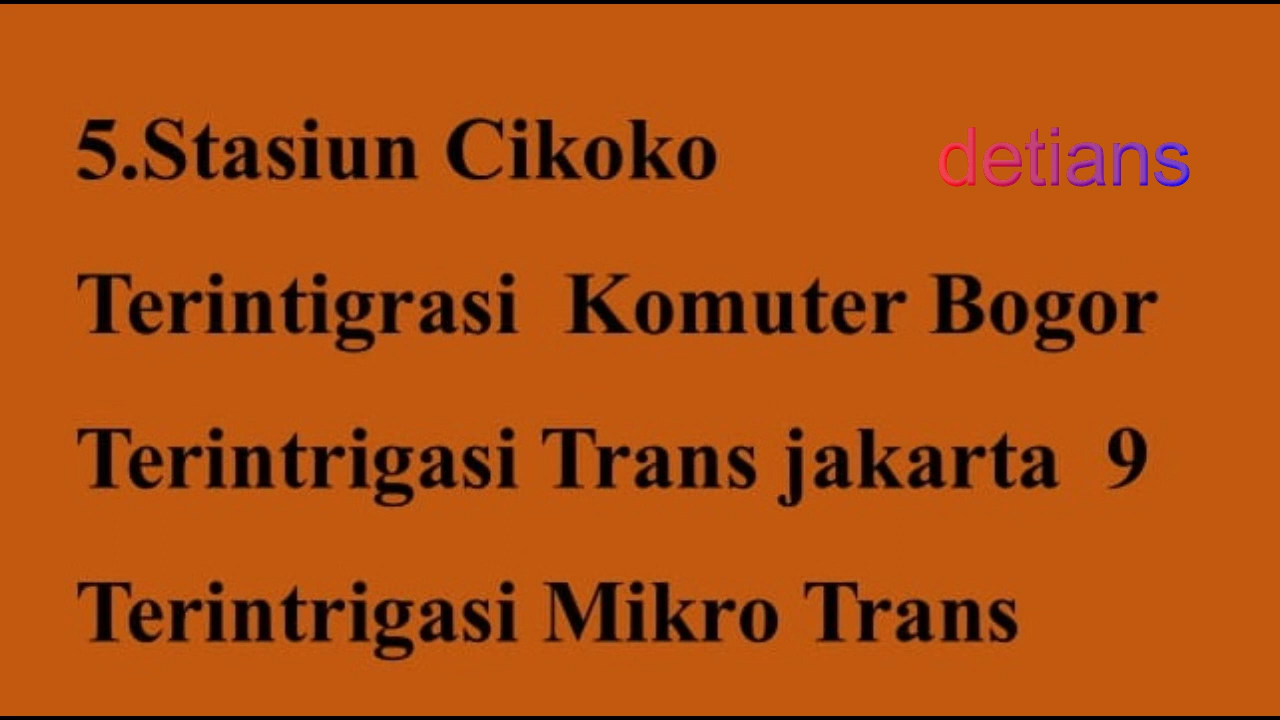 5.Stasiun Cikoko
detians
Terintigrasi  Komuter Bogor
Terintrigasi Trans jakarta  9
Terintrigasi Mikro Trans